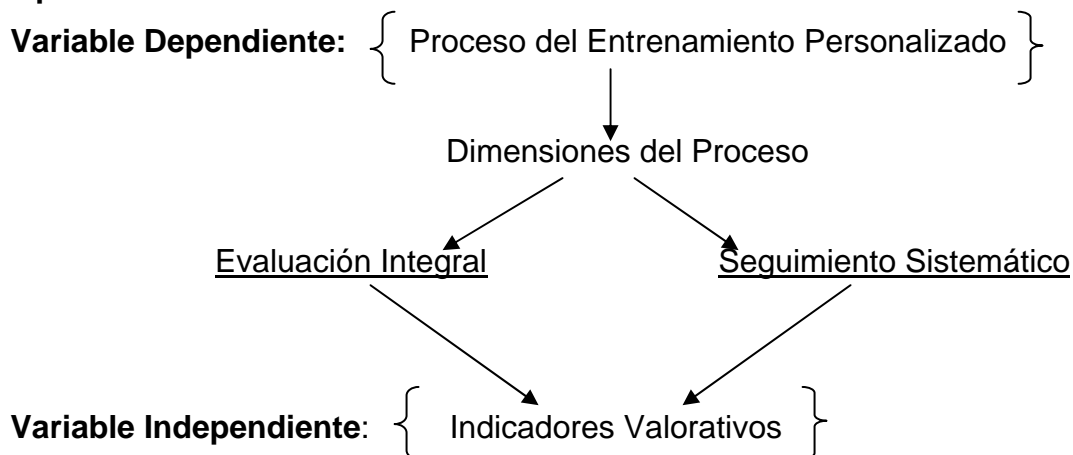 Variable Dependiente: Proceso del Entrenamiento Personalizado
Dimensiones del Proceso
Evaluación Integral Seguimiento Sistemático
Variable Independiente: Indicadores Valorativos